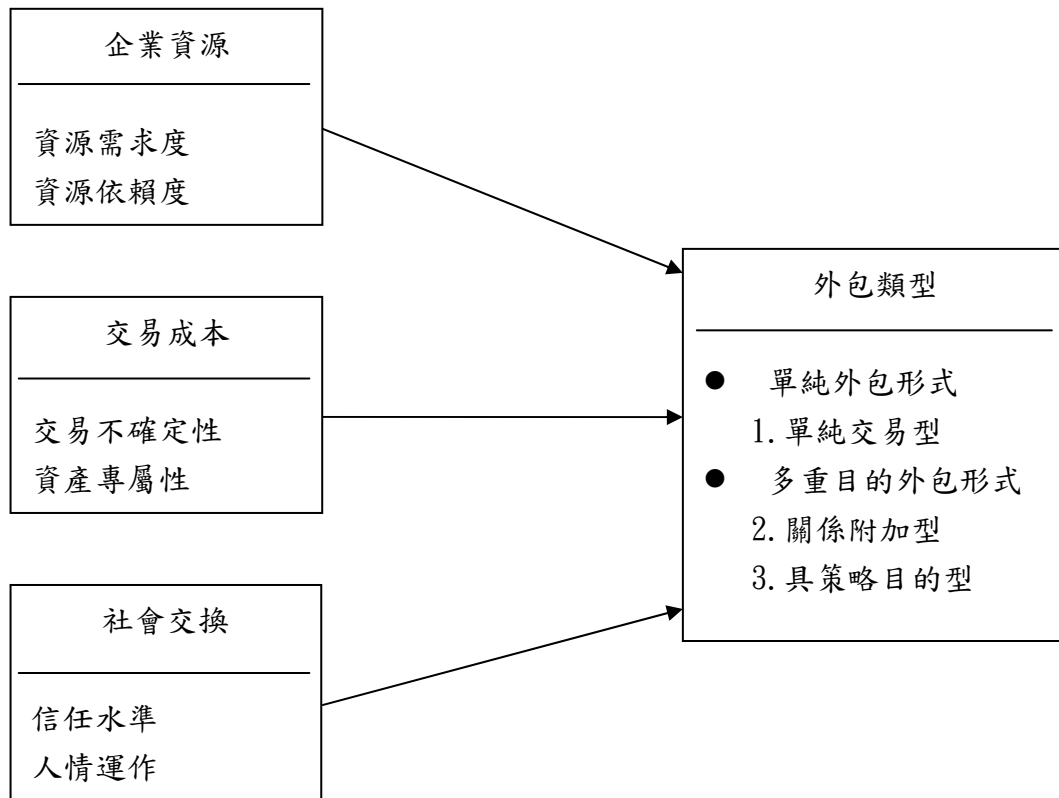 企業資源
資源需求度
資源依賴度
交易成本
交易不確定性
資產專屬性
社會交換
信任水準
人情運作
外包類型
● 單純外包形式
1.單純交易型
● 多重目的外包形式
2.關係附加型
3.具策略目的型